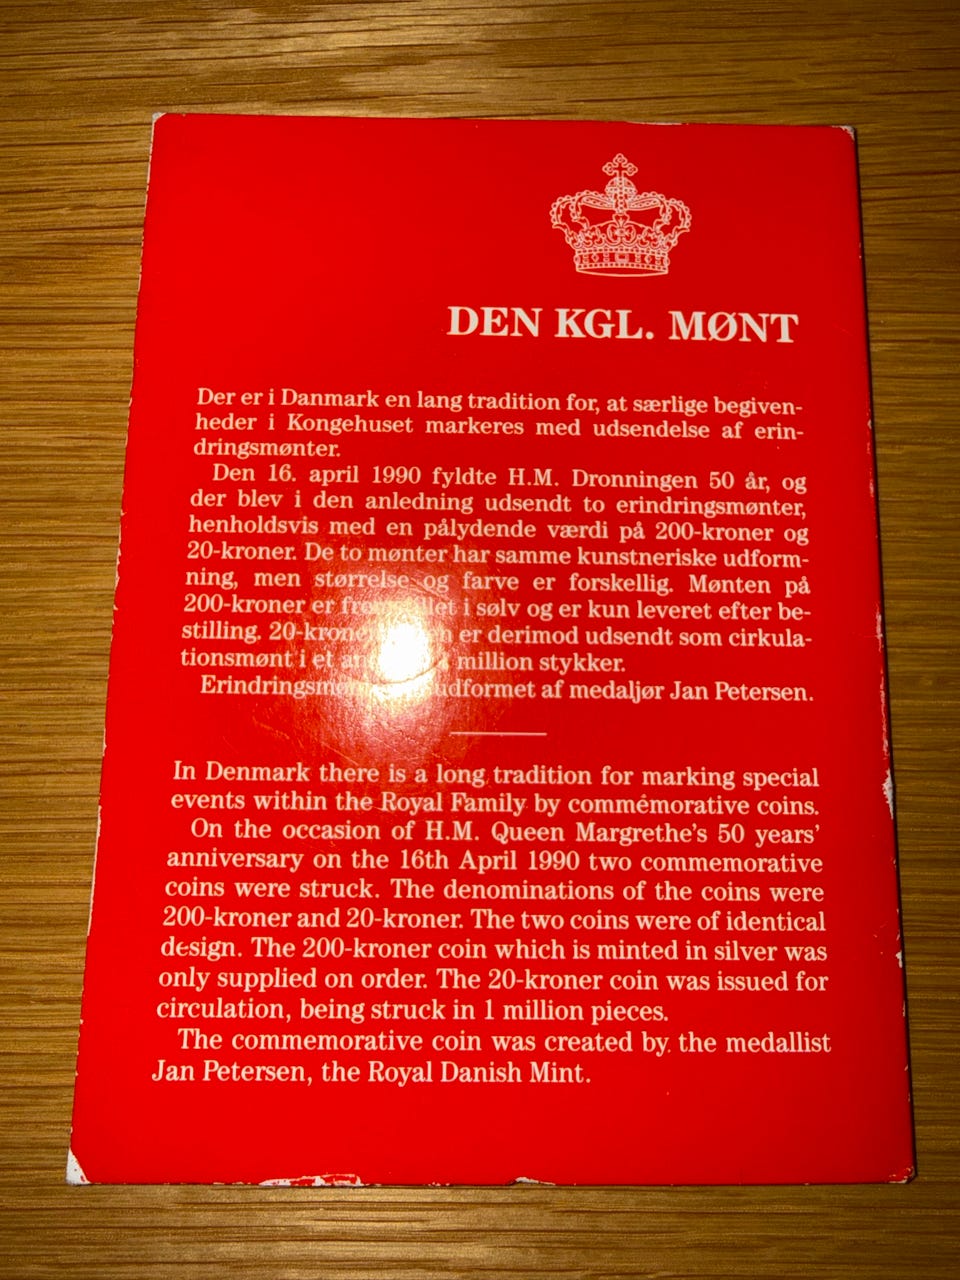 DEN KGL. MØNT
Der er i Danmark en lang tradition for, at særlige begiven-
heder i Kongehuset markeres med udsendelse af erin-
dringsmønter.
Den 16. april 1990 fyldte H.M. Dronningen 50 år, og
der blev i den anledning udsendt to erindringsmønter,
henholdsvis med en pålydende værdi på 200-kroner og
20-kroner. De to mønter har samme kunstneriske udform-
ning, men størrelse og farve er forskellig. Mønten på
200-kroner er i sølv og er kun leveret efter be-
stilling. er derimod udsendt som cirkula-
tionsmønt i et million stykker.
udformet af medaljør Jan Petersen.
In Denmark there is a long tradition for marking special
events within the Royal Family by commémorative coins.
On the occasion of H.M. Queen Margrethe's 50 years'
anniversary on the 16th April 1990 two commemorative
coins were struck. The denominations of the coins were
200-kroner and 20-kroner. The two coins were of identical
design. The 200-kroner coin which is minted in silver was
only supplied on order. The 20-kroner coin was issued for
circulation, being struck in 1 million pieces.
The commemorative coin was created by the medallist
Jan Petersen, the Royal Danish Mint.